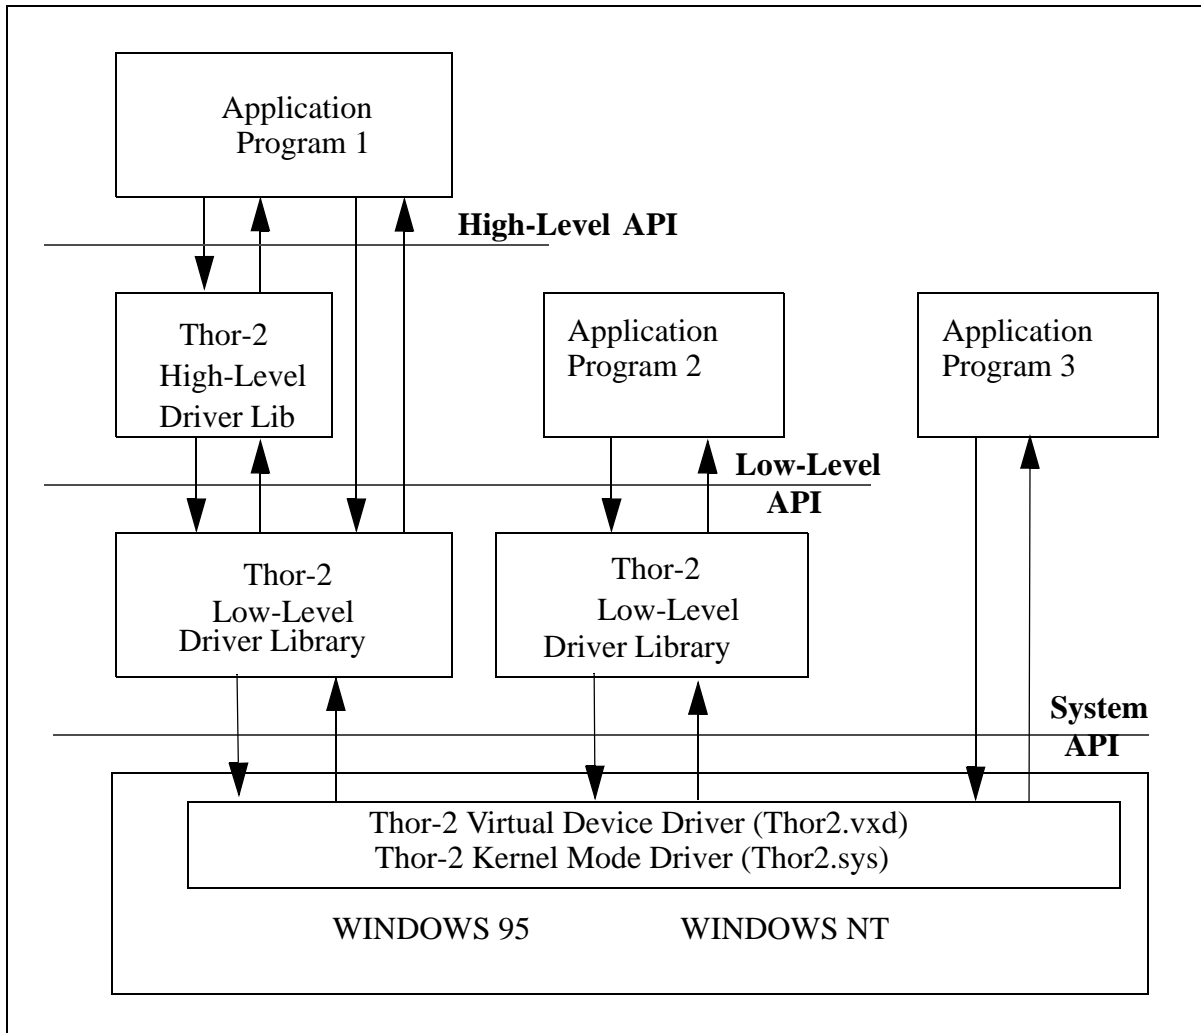 Application
Program 1
High-Level API
Thor-2
High-Level
Driver Lib
Application
Program 2
Application
Program 3
Low-Level
API
Thor-2
Low-Level
Driver Library
Thor-2
Low-Level
Driver Library
System
API
Thor-2 Virtual Device Driver (Thor2.vxd)
Thor-2 Kernel Mode Driver (Thor2.sys)
WINDOWS 95
WINDOWS NT